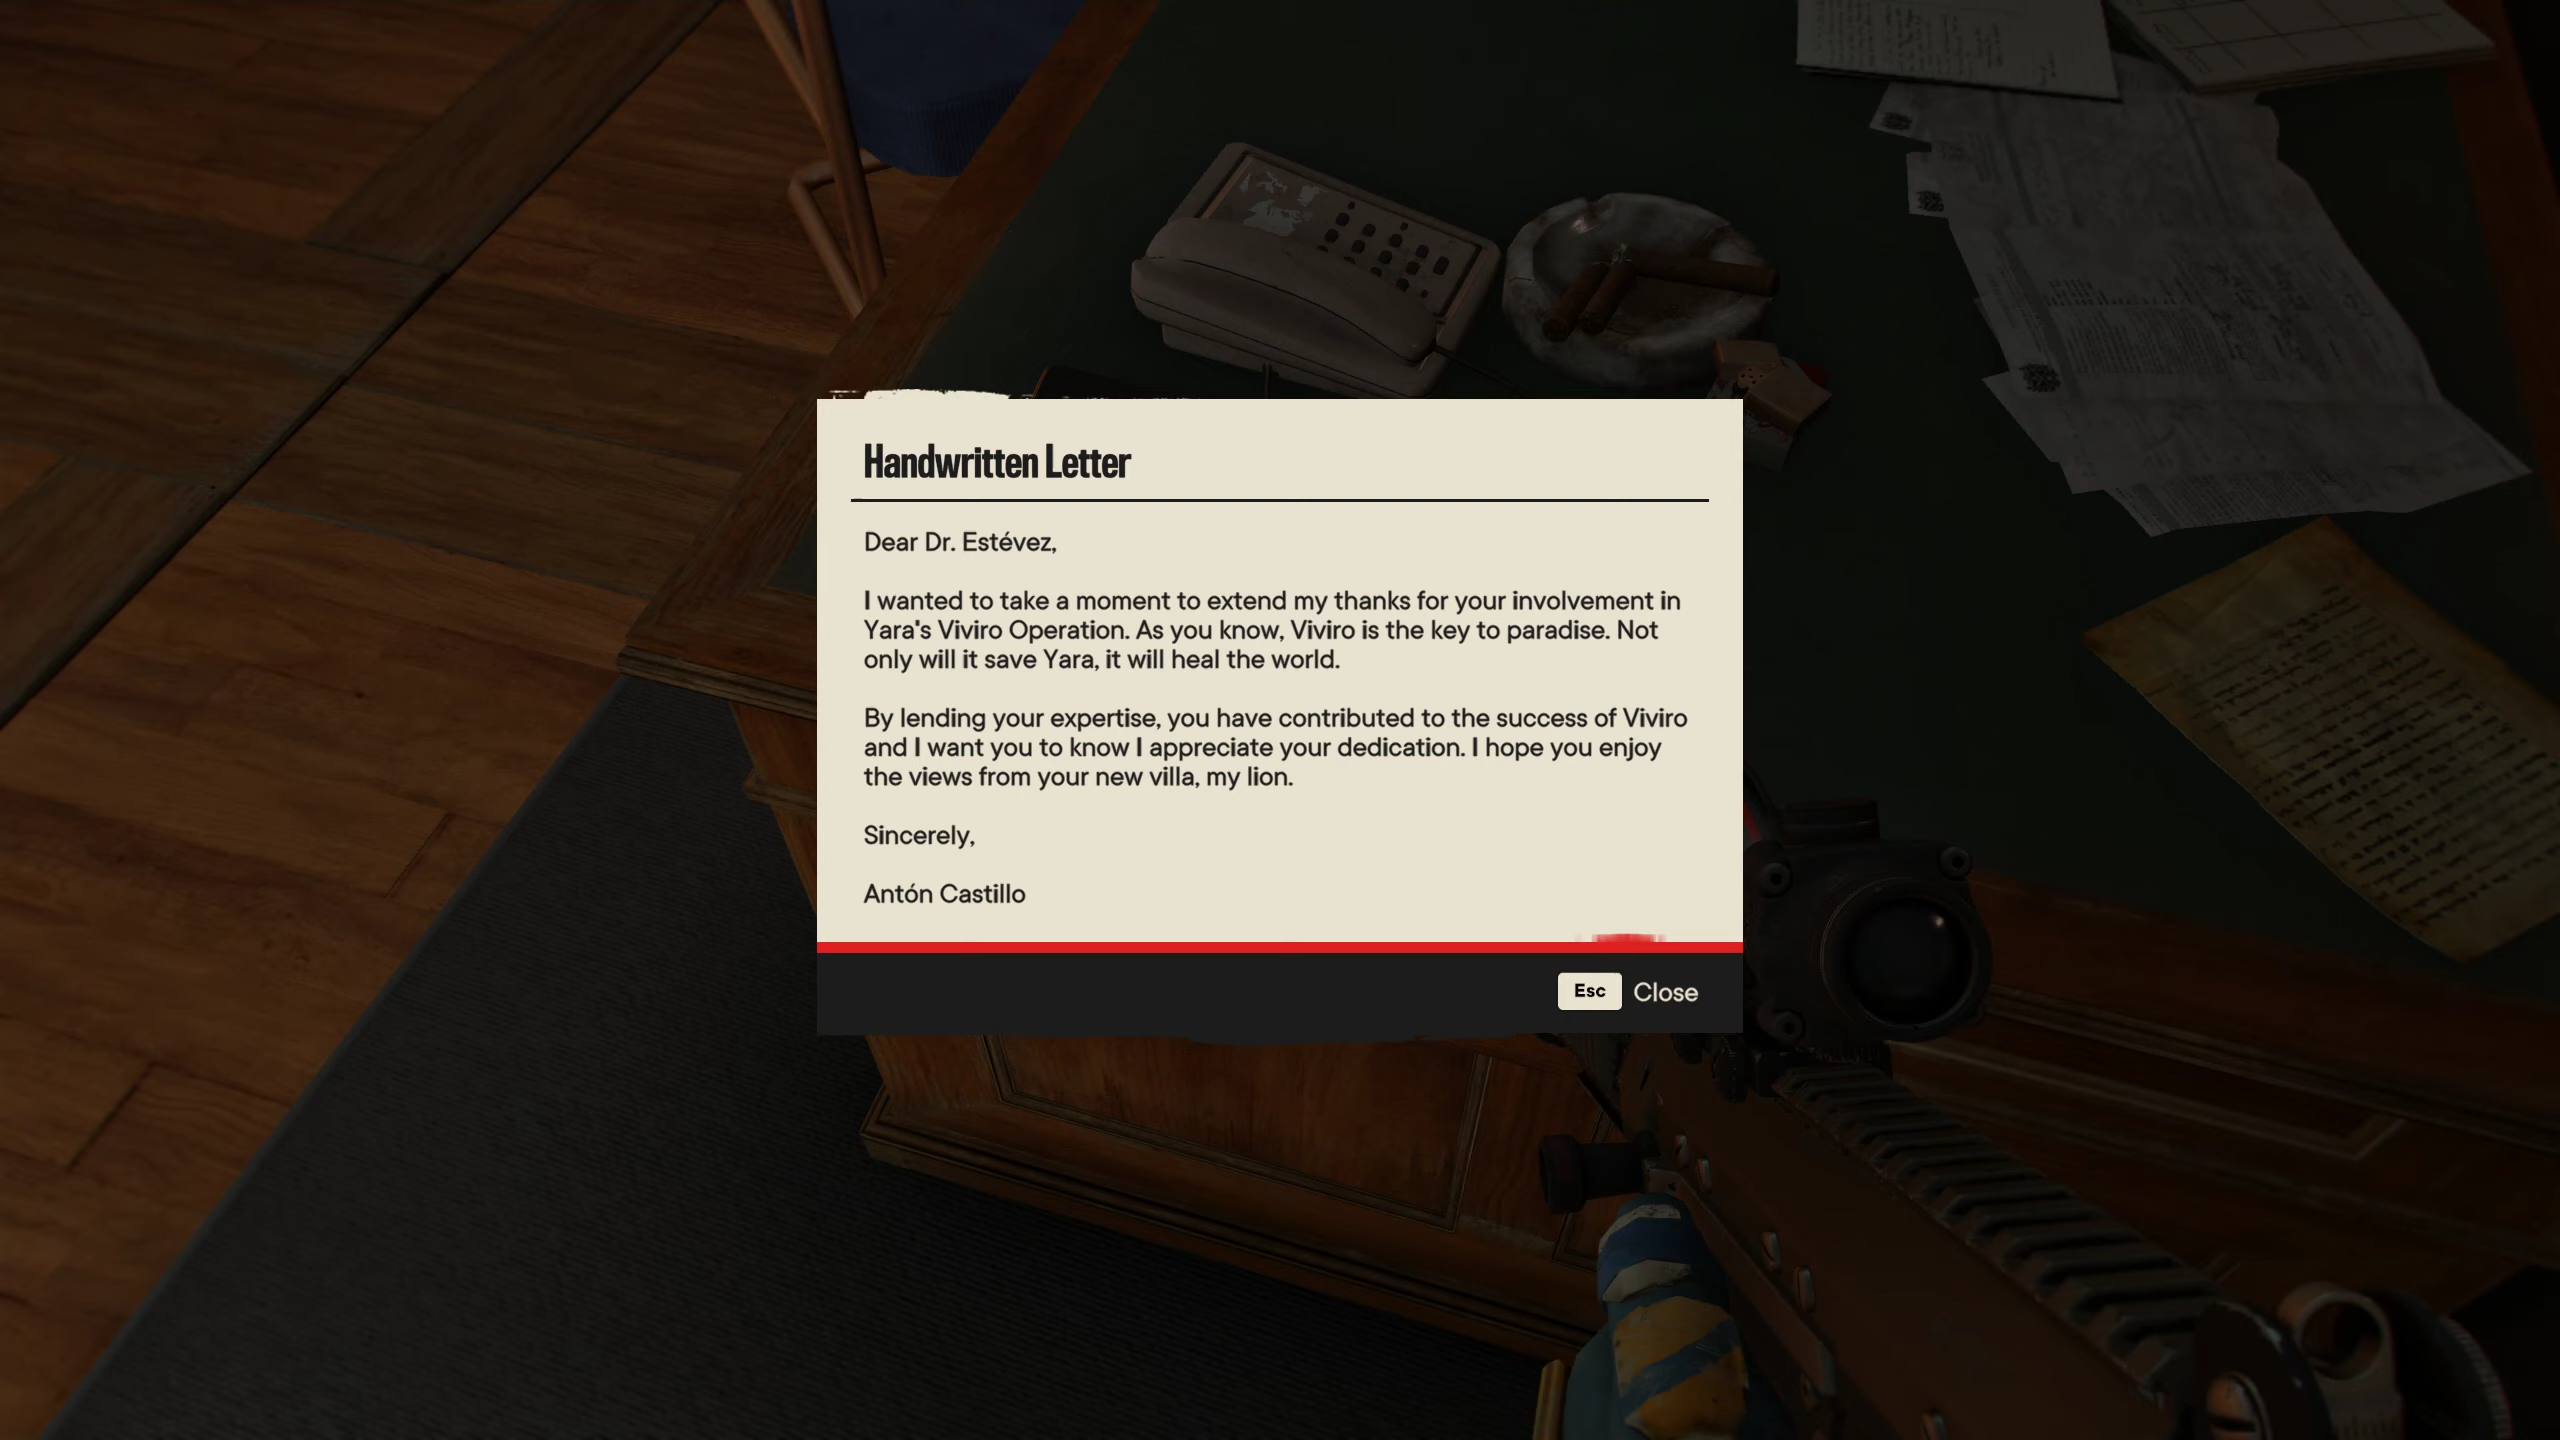 Handwritten Letter
Dear Dr. Estévez,
I wanted to take a moment to extend my thanks for your involvement in
Yara's Viviro Operation. As you know, Viviro is the key to paradise. Not
only will it save Yara, it will heal the world.
By lending your expertise, you have contributed to the success of Viviro
and I want you to know I appreciate your dedication. I hope you enjoy
the views from your new villa, my lion.
Sincerely,
Antón Castillo
Esc Close